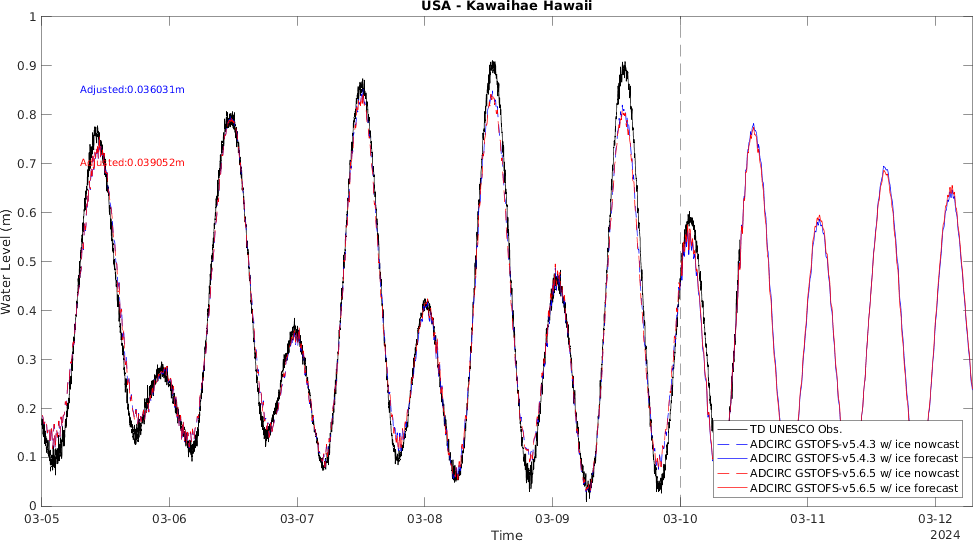 USA - Kawaihae Hawaii
1
0.9
0.8
0.7
0.6
0.5
0.4
0.3
0.2
0.1
0
Water Level (m)
Adjusted:0.036031m
Adjusted:0.039052m
TD UNESCO Obs.
ADCIRC GSTOFS-v5.4.3 w/ ice nowcast
ADCIRC GSTOFS-v5.4.3 w/ ice forecast
ADCIRC GSTOFS-v5.6.5 w/ ice nowcast
ADCIRC GSTOFS-v5.6.5 w/ ice forecast
03-05 03-06 03-07 03-08 03-09 03-10 03-11 03-12
Time
2024